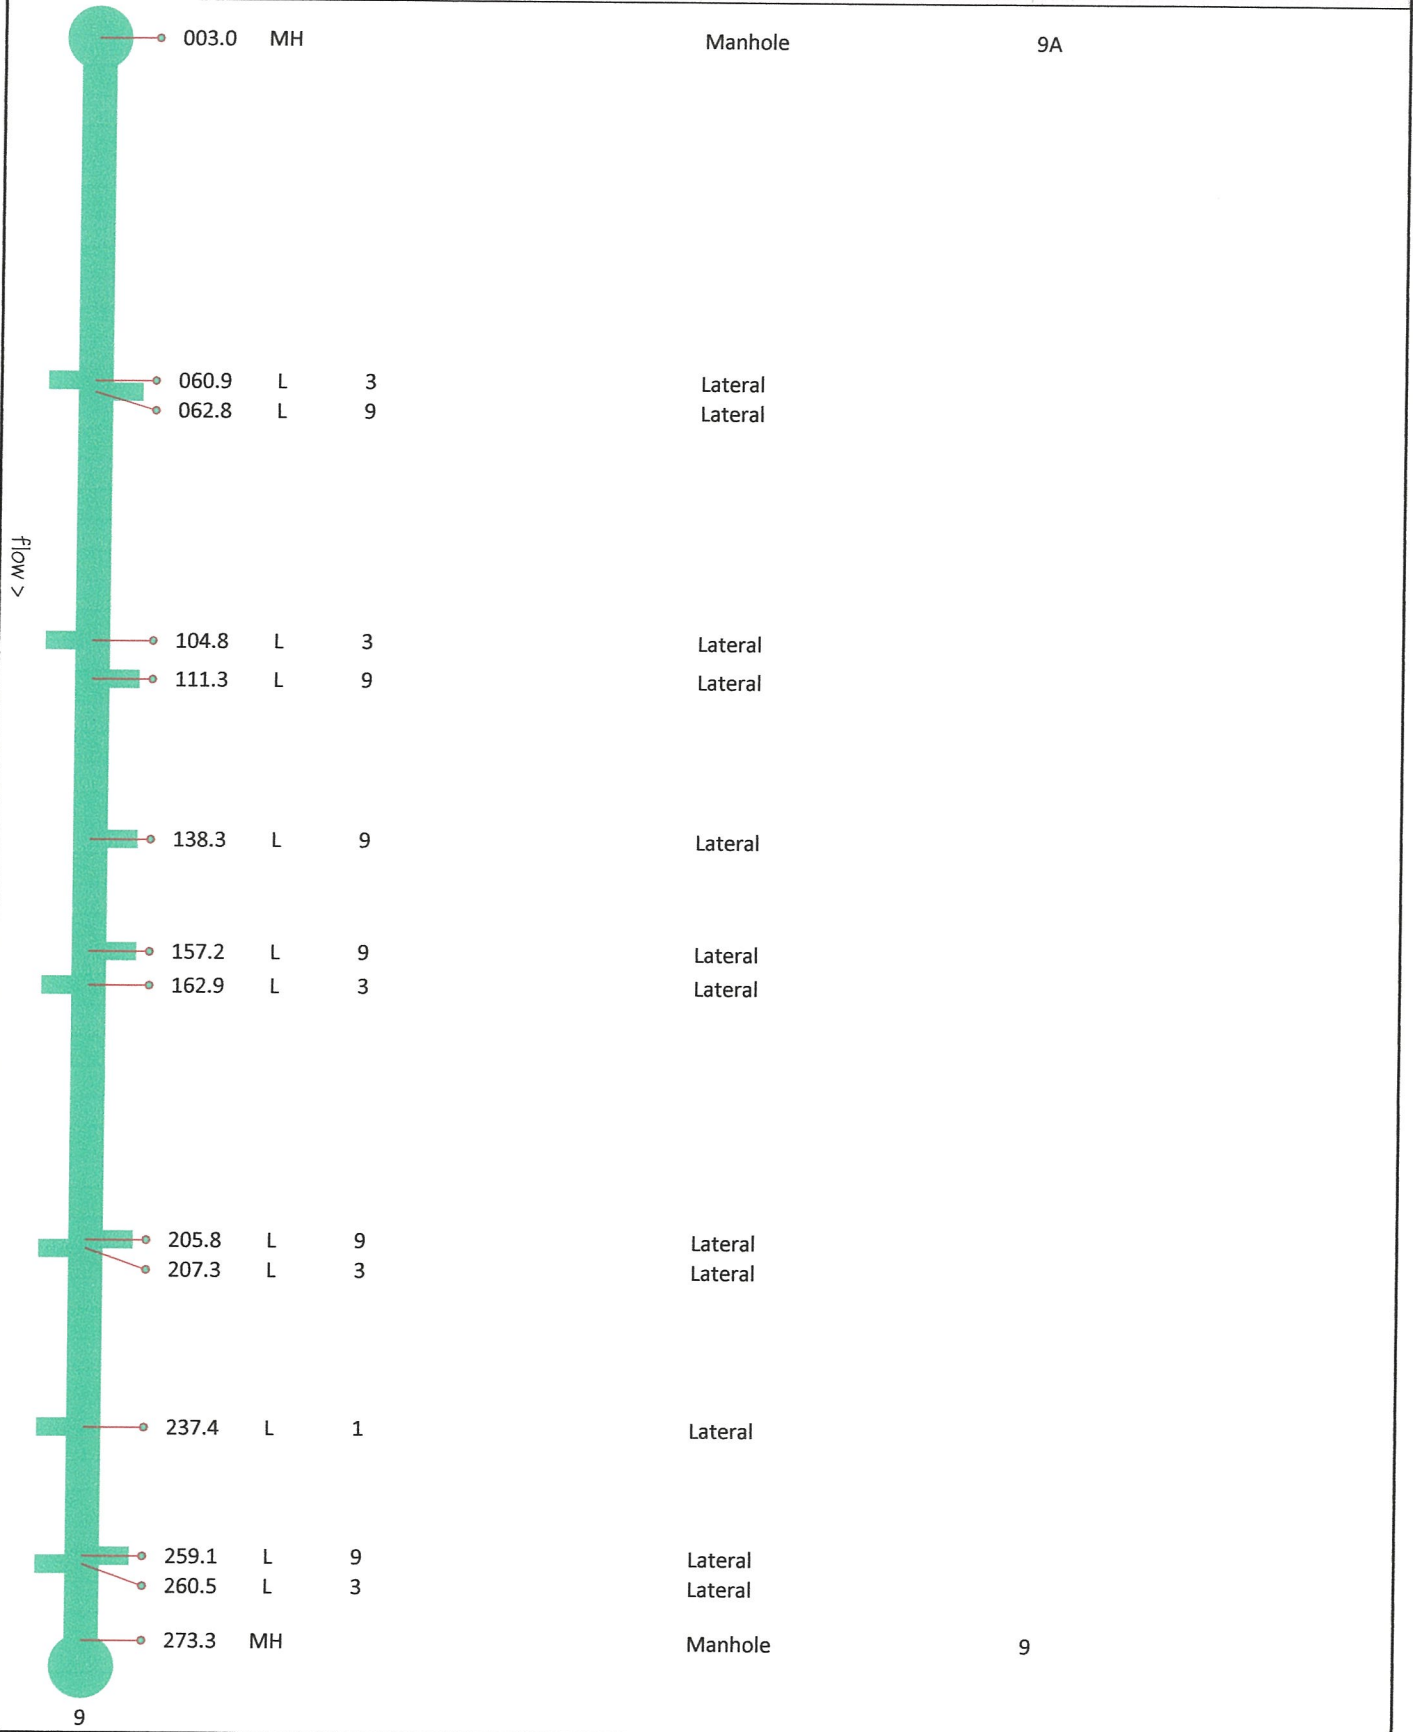 003.0 MH Manhole 9A
060.9 L 3 Lateral
062.8 L 9 Lateral
flow >
104.8 L 3 Lateral
111.3 L 9 Lateral
138.3 L 9 Lateral
157.2 L 9 Lateral
162.9 L 3 Lateral
205.8 L 9 Lateral
207.3 L 3 Lateral
237.4 L 1 Lateral
259.1 L 9 Lateral
260.5 L 3 Lateral
273.3 MH Manhole 9
9